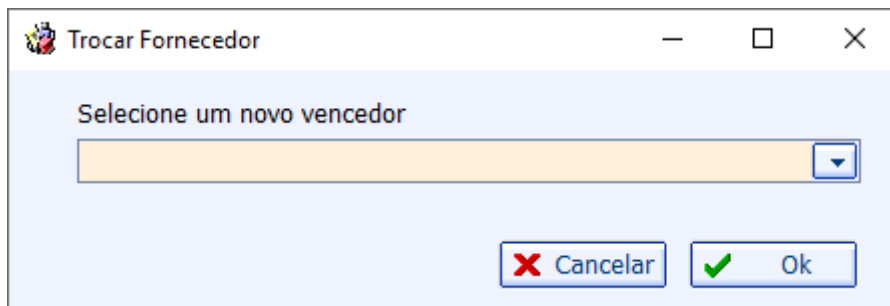 Trocar Fornecedor
Selecione um novo vencedor
Cancelar
Ok